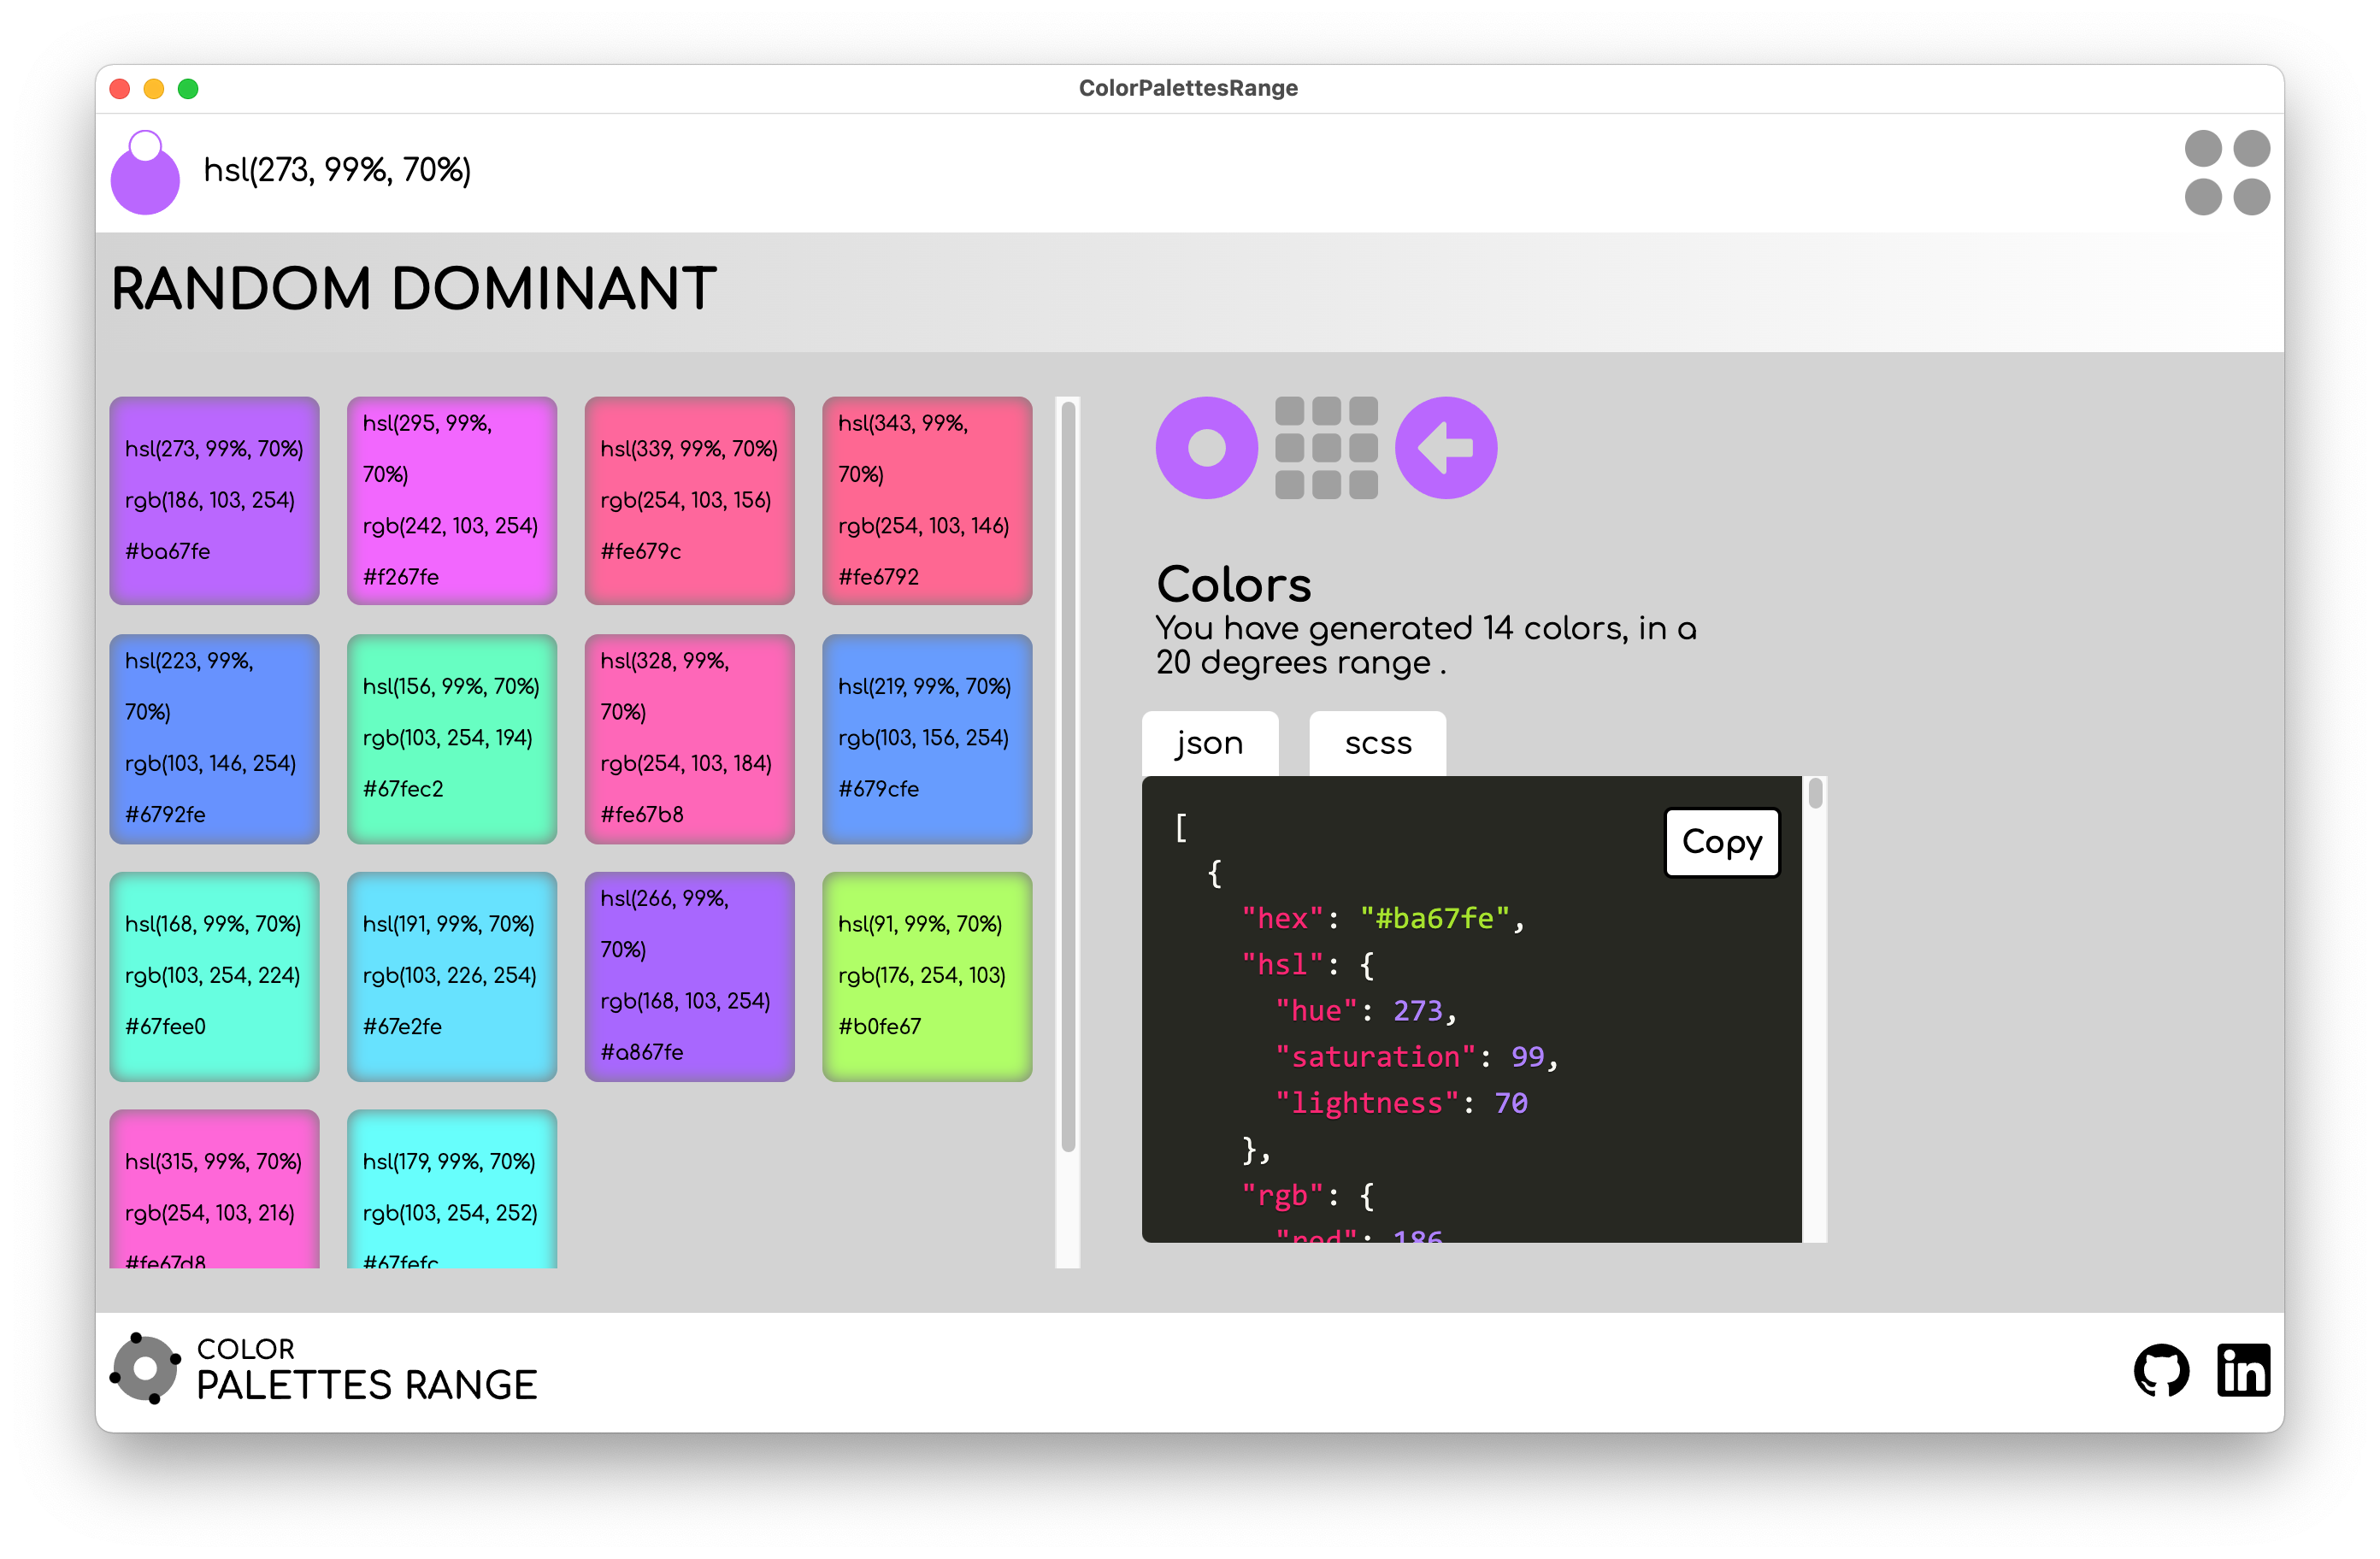 ColorPalettesRange
hsl(273, 99%, 70%)
RANDOM DOMINANT
hsl(273, 99%, 70%)
rgb(186, 103, 254)
#ba67fe
hsl(295, 99%,
70%)
rgb(242, 103, 254)
#f267fe
hsl(339, 99%, 70%)
rgb(254, 103, 156)
#fe679c
hsl(343, 99%,
70%)
rgb(254, 103, 146)
#fe6792
hsl(223, 99%,
70%)
rgb(103, 146, 254)
#6792fe
hsl(156, 99%, 70%)
rgb(103, 254, 194)
#67fec2
hsl(328, 99%,
70%)
rgb(254, 103, 184)
#fe67b8
hsl(219, 99%, 70%)
rgb(103, 156, 254)
#679cfe
hsl(168, 99%, 70%)
rgb(103, 254, 224)
#67fee0
hsl(191, 99%, 70%)
rgb(103, 226, 254)
#67e2fe
hsl(266, 99%,
70%)
rgb(168, 103, 254)
#a867fe
hsl(91, 99%, 70%)
rgb(176, 254, 103)
#b0fe67
hsl(315, 99%, 70%)
rgb(254, 103, 216)
#fe67d8
hsl(179, 99%, 70%)
rgb(103, 254, 252)
#67fefc
Colors
You have generated 14 colors, in a
20 degrees range .
json
scss
Copy
[
{
"hex": "#ba67fe",
"hsl": {
"hue": 273,
"saturation": 99,
"lightness": 70
},
"rgb": {
"red": 186
COLOR
PALETTES RANGE
in